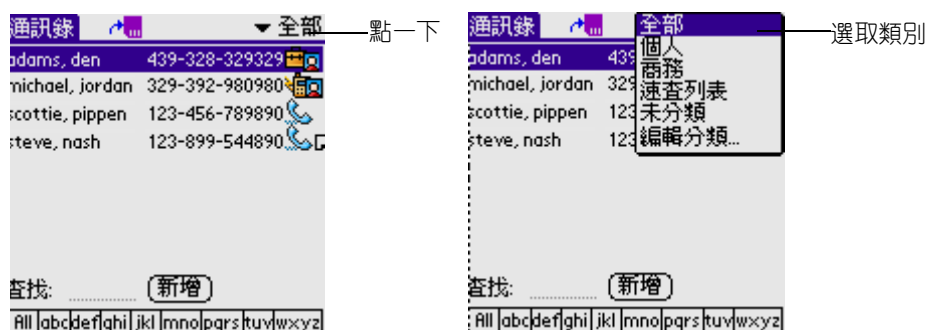 通訊錄 全部 點一下
adams, den 439-328-329329
michael, jordan 329-392-980980
scottie, pippen 123-456-789890
steve, nash 123-899-544890
查找: 新增
All abc def ghi jkl mno pqrs tuv wxyz
通訊錄 全部 選取類別
個人
商務
速查列表
未分類
編輯分類...
adams, den 439
michael, jordan 329
scottie, pippen 123
steve, nash 123
查找: 新增
All abc def ghi jkl mno pqrs tuv wxyz